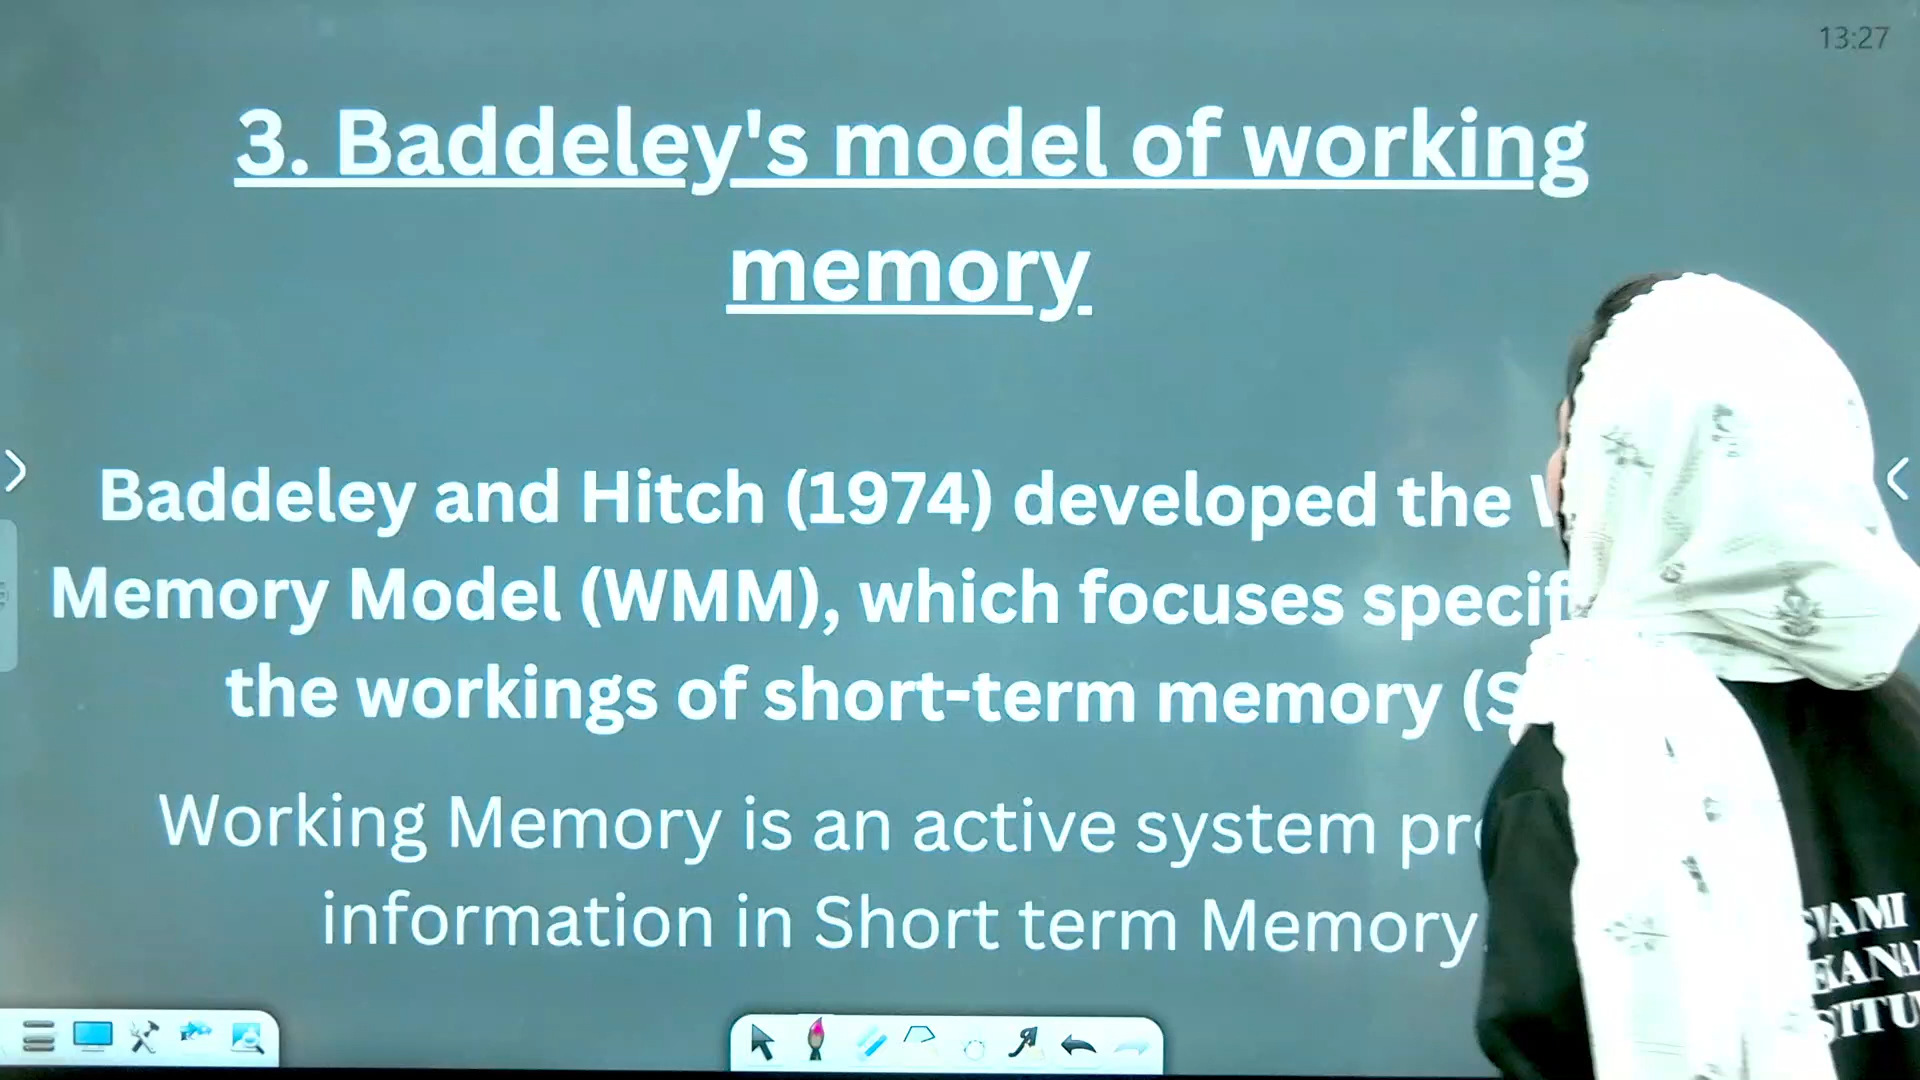 13:27
3. Baddeley's model of working
memory.
Baddeley and Hitch (1974) developed the
Memory Model (WMM), which focuses
the workings of short-term memory
Working Memory is an active system
information in Short term Memory